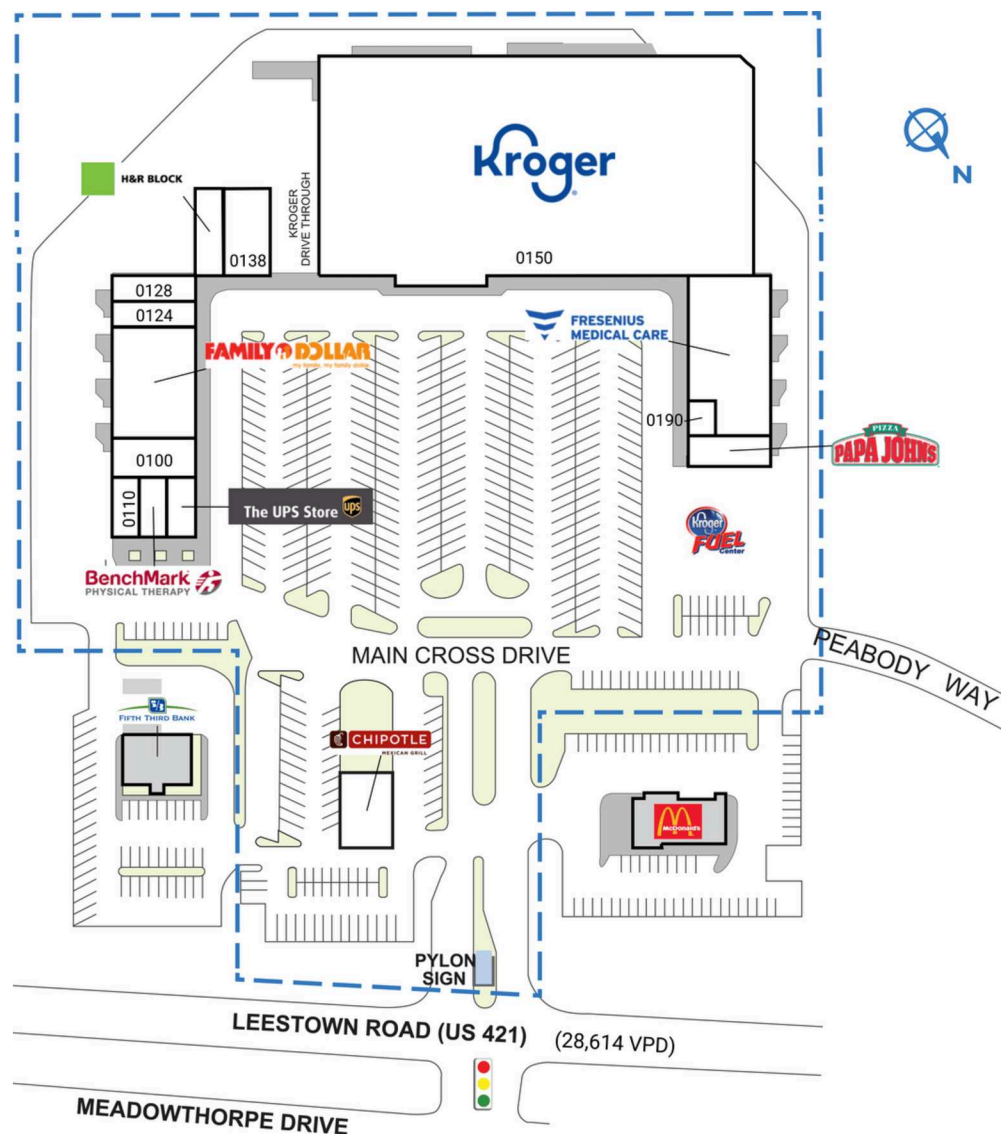 Kroger
N
H&R BLOCK
KROGER
DRIVE THROUGH
0138
0150
0128
0124
FRESENIUS
MEDICAL CARE
FAMILY DOLLAR
my family. my family dollar.
0190
PIZZA
PAPA JOHNS
0100
0110
The UPS Store
ups
Kroger
FUEL
Center
BenchMark
PHYSICAL THERAPY
MAIN CROSS DRIVE
PEABODY WAY
FIFTH THIRD BANK
CHIPOTLE
MEXICAN GRILL
McDonald's
PYLON
SIGN
LEESTOWN ROAD (US 421) (28,614 VPD)
MEADOWTHORPE DRIVE